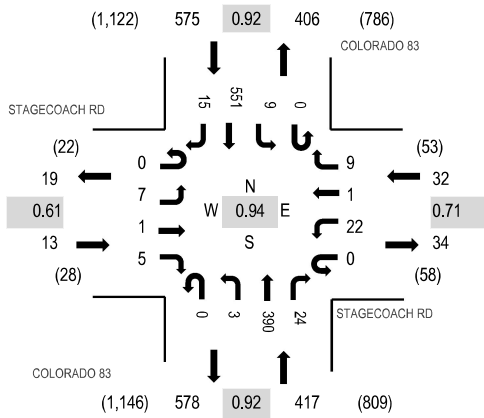 (1,122) 575 0.92 406 (786)
COLORADO 83
STAGECOACH RD
15 551 9 0
(22) (53)
19 0 9 32
7 N 1
0.61 W 0.94 E 0.71
1 S 22
13 5 0 34
(28) (58)
0 3 390 24
STAGECOACH RD
COLORADO 83
(1,146) 578 0.92 417 (809)